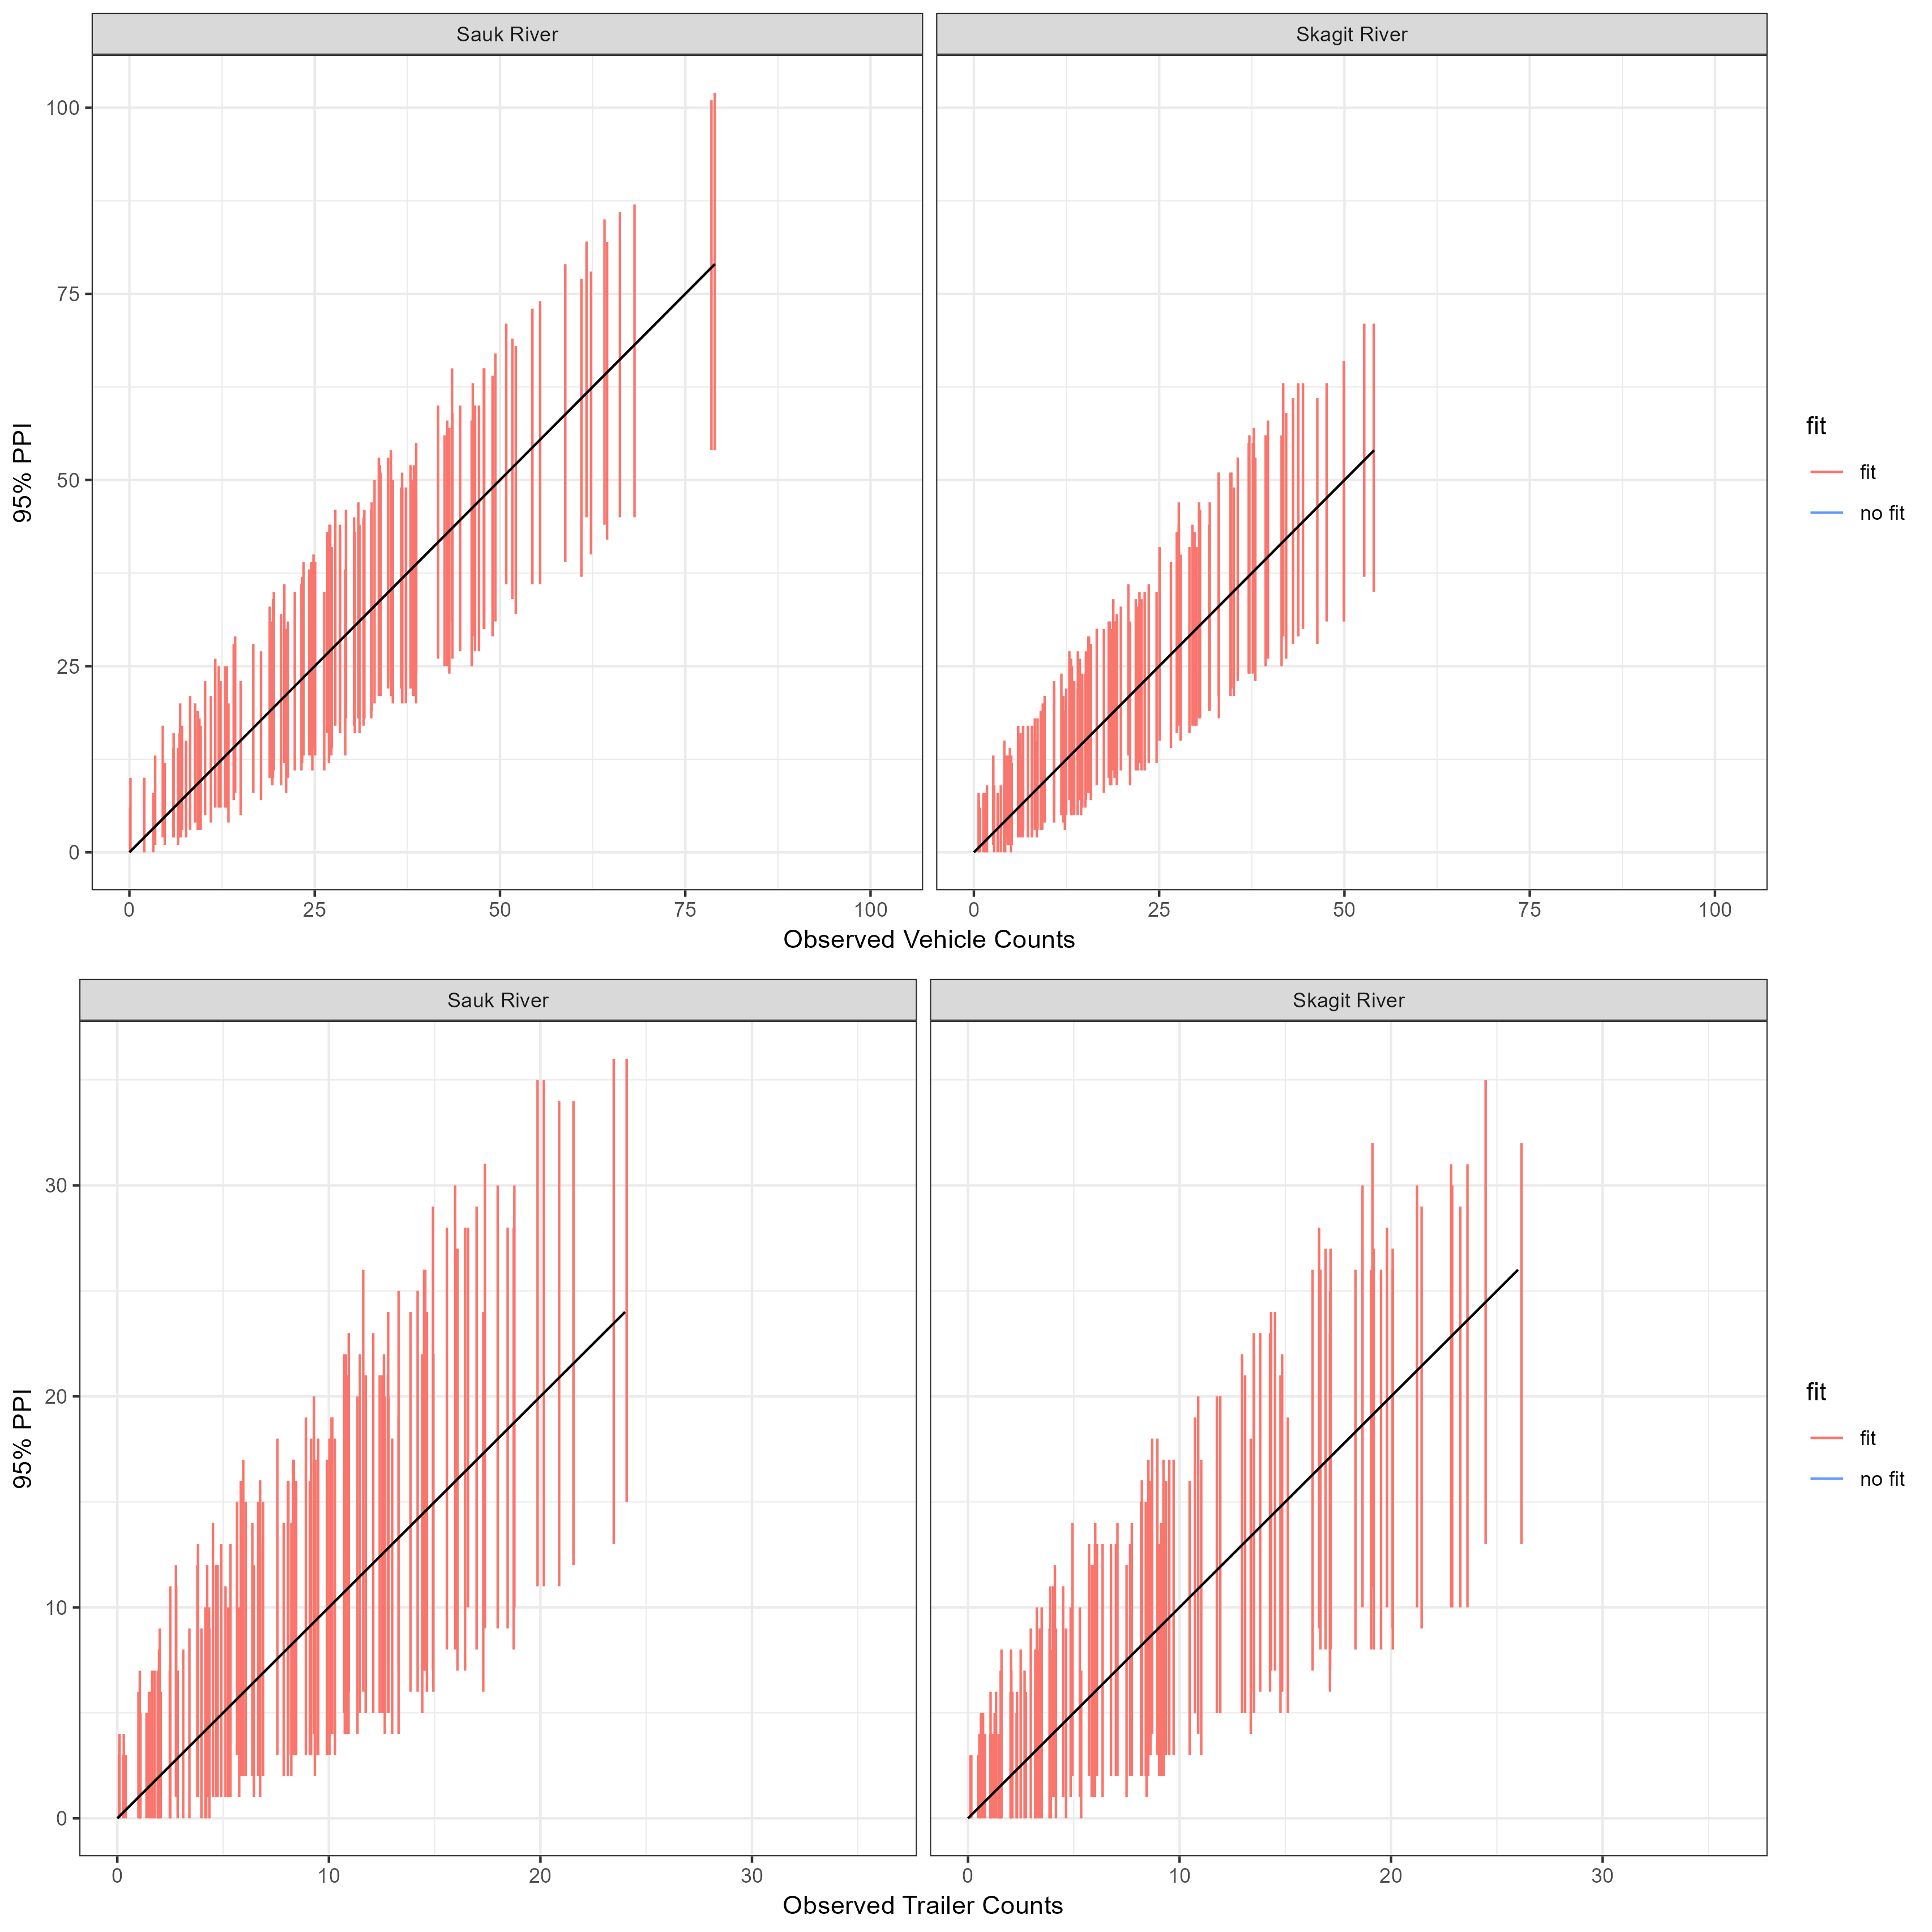 Sauk River
Skagit River
100
75
50
25
0
95% PPI
0 25 50 75 100
0 25 50 75 100
Observed Vehicle Counts
fit
fit
no fit
Sauk River
Skagit River
30
20
10
0
95% PPI
0 10 20 30
0 10 20 30
Observed Trailer Counts
fit
fit
no fit